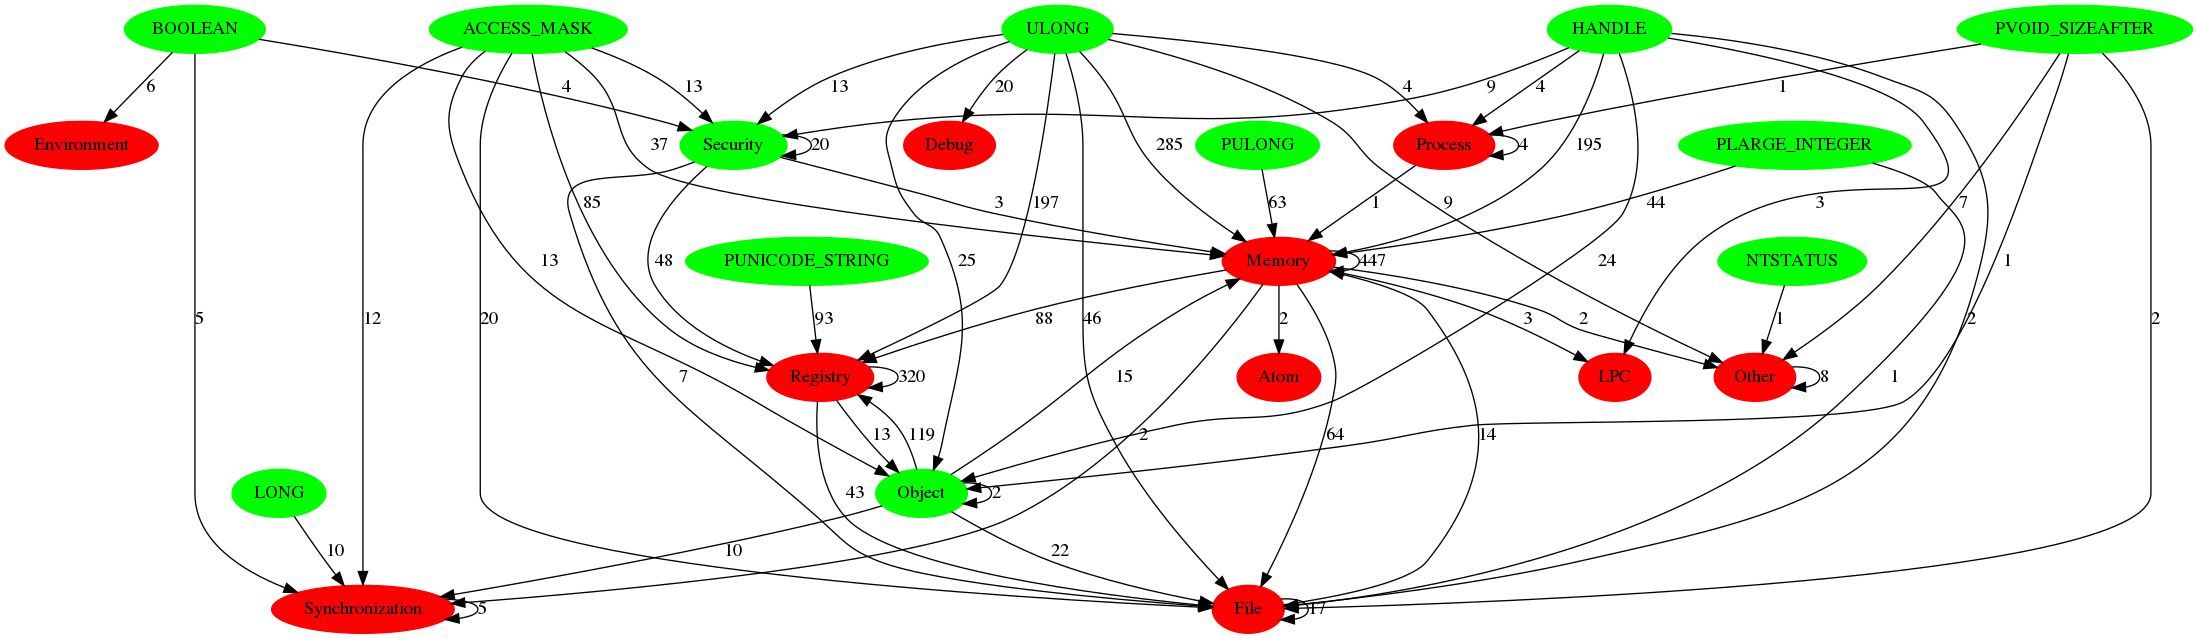 BOOLEAN
ACCESS_MASK
ULONG
HANDLE
PVOID_SIZEAFTER
6
4
13
13
20
4
9
4
1
Environment
37
Security
20
Debug
285
PULONG
Process
4
195
PLARGE_INTEGER
85
48
3
197
63
1
9
44
3
7
13
PUNICODE_STRING
25
Memory
447
24
NTSTATUS
1
5
12
20
93
88
46
2
3
2
1
2
2
7
Registry
320
15
Atom
LPC
Other
8
1
13
119
2
64
14
LONG
43
Object
2
10
10
22
Synchronization
5
File
17